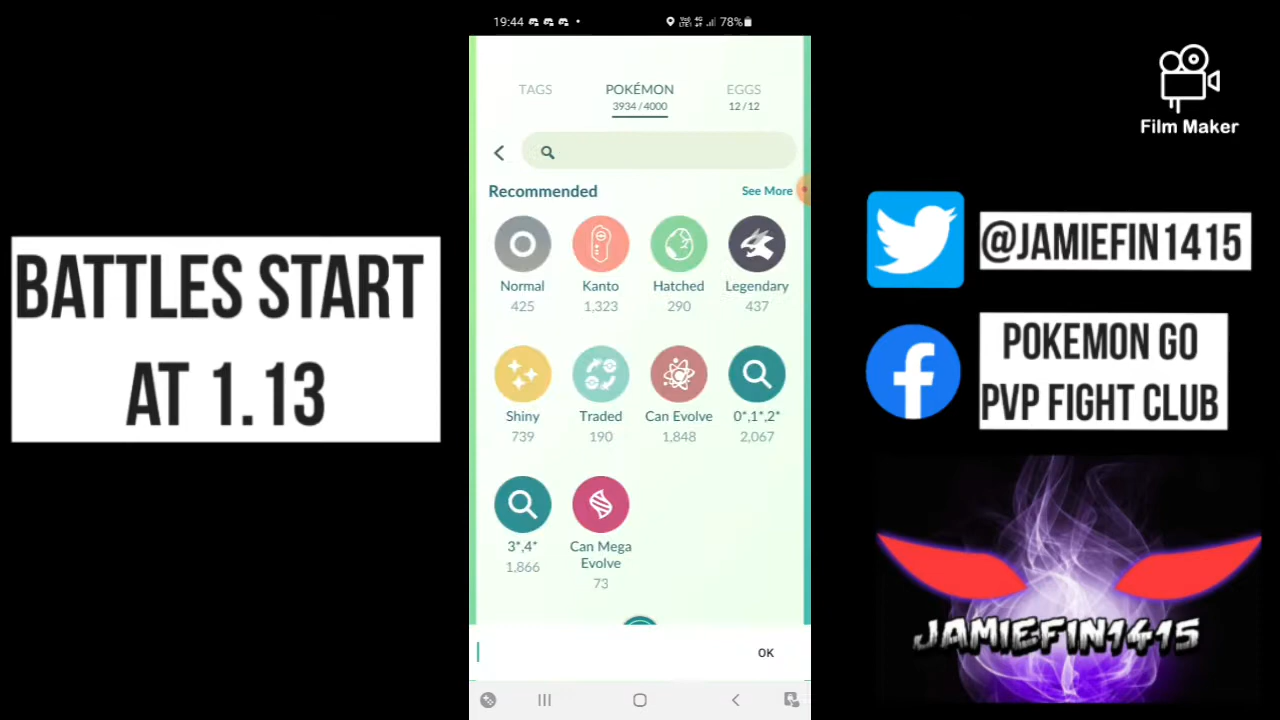 BATTLES START
AT 1.13
19:44
78%
TAGS
POKÉMON
EGGS
3934 / 4000
12 / 12
Recommended
See More
Normal
Kanto
Hatched
Legendary
425
1,323
290
437
Shiny
Traded
Can Evolve
0*,1*,2*
739
190
1,848
2,067
3*,4*
Can Mega
Evolve
1,866
73
OK
Film Maker
@JAMIEFIN1415
POKEMON GO
PVP FIGHT CLUB
JAMIEFIN1415